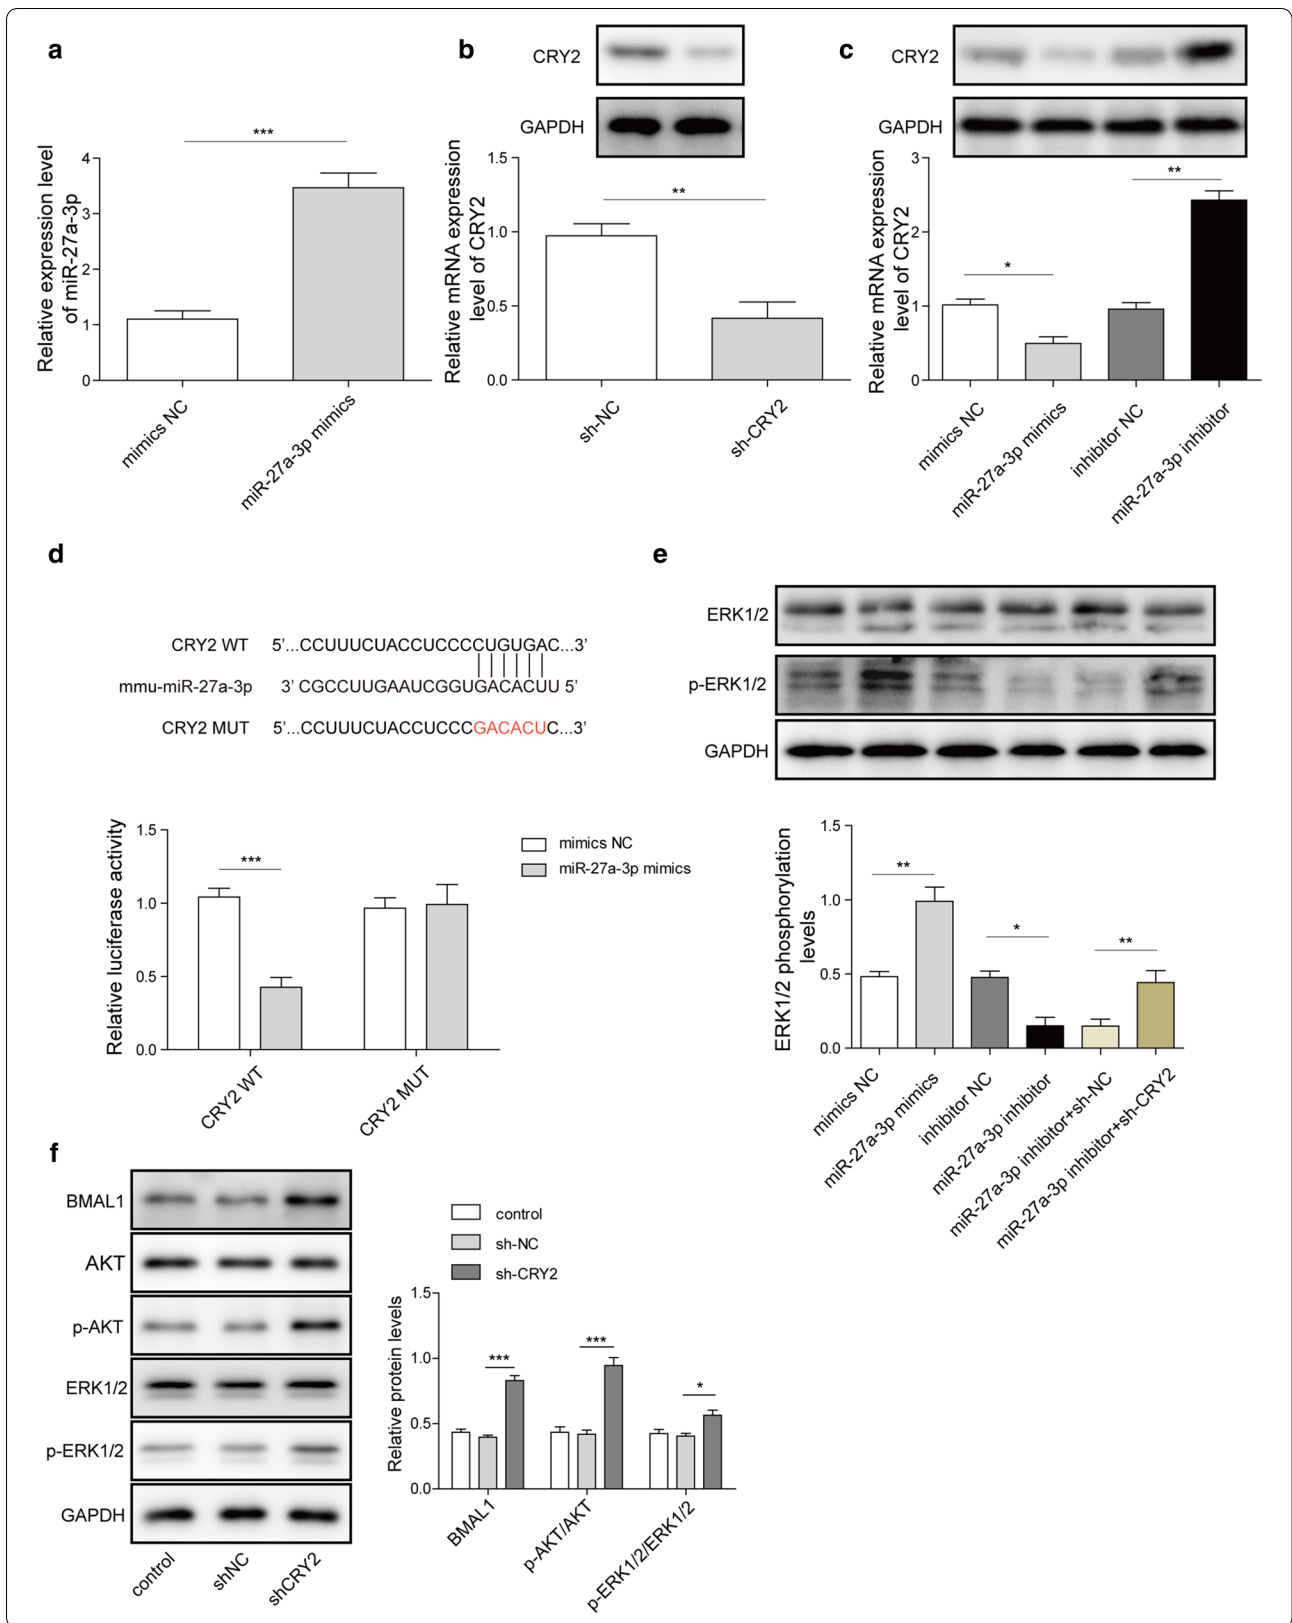 a
***
Relative expression level
of miR-27a-3p
4
3
2
1
0
mimics NC
miR-27a-3p mimics
b
CRY2
GAPDH
**
Relative mRNA expression
level of CRY2
1.5
1.0
0.5
0.0
sh-NC
sh-CRY2
c
CRY2
GAPDH
**
*
Relative mRNA expression
level of CRY2
3
2
1
0
mimics NC
miR-27a-3p mimics
inhibitor NC
miR-27a-3p inhibitor
d
CRY2 WT 5’...CCUUUCUACCUCCCCUGUGAC...3’
mmu-miR-27a-3p 3’ CGCCUUGAAUCGGUGACACUU 5’
CRY2 MUT 5’...CCUUUCUACCUCCCGACACUC...3’
Relative luciferase activity
1.5
1.0
0.5
0.0
***
mimics NC
miR-27a-3p mimics
CRY2 WT
CRY2 MUT
e
ERK1/2
p-ERK1/2
GAPDH
ERK1/2 phosphorylation
levels
1.5
1.0
0.5
0.0
**
*
**
mimics NC
miR-27a-3p mimics
inhibitor NC
miR-27a-3p inhibitor
miR-27a-3p inhibitor+sh-NC
miR-27a-3p inhibitor+sh-CRY2
f
BMAL1
AKT
p-AKT
ERK1/2
p-ERK1/2
GAPDH
control
shNC
shCRY2
control
sh-NC
sh-CRY2
Relative protein levels
1.5
1.0
0.5
0.0
***
***
*
BMAL1
p-AKT/AKT
p-ERK1/2/ERK1/2